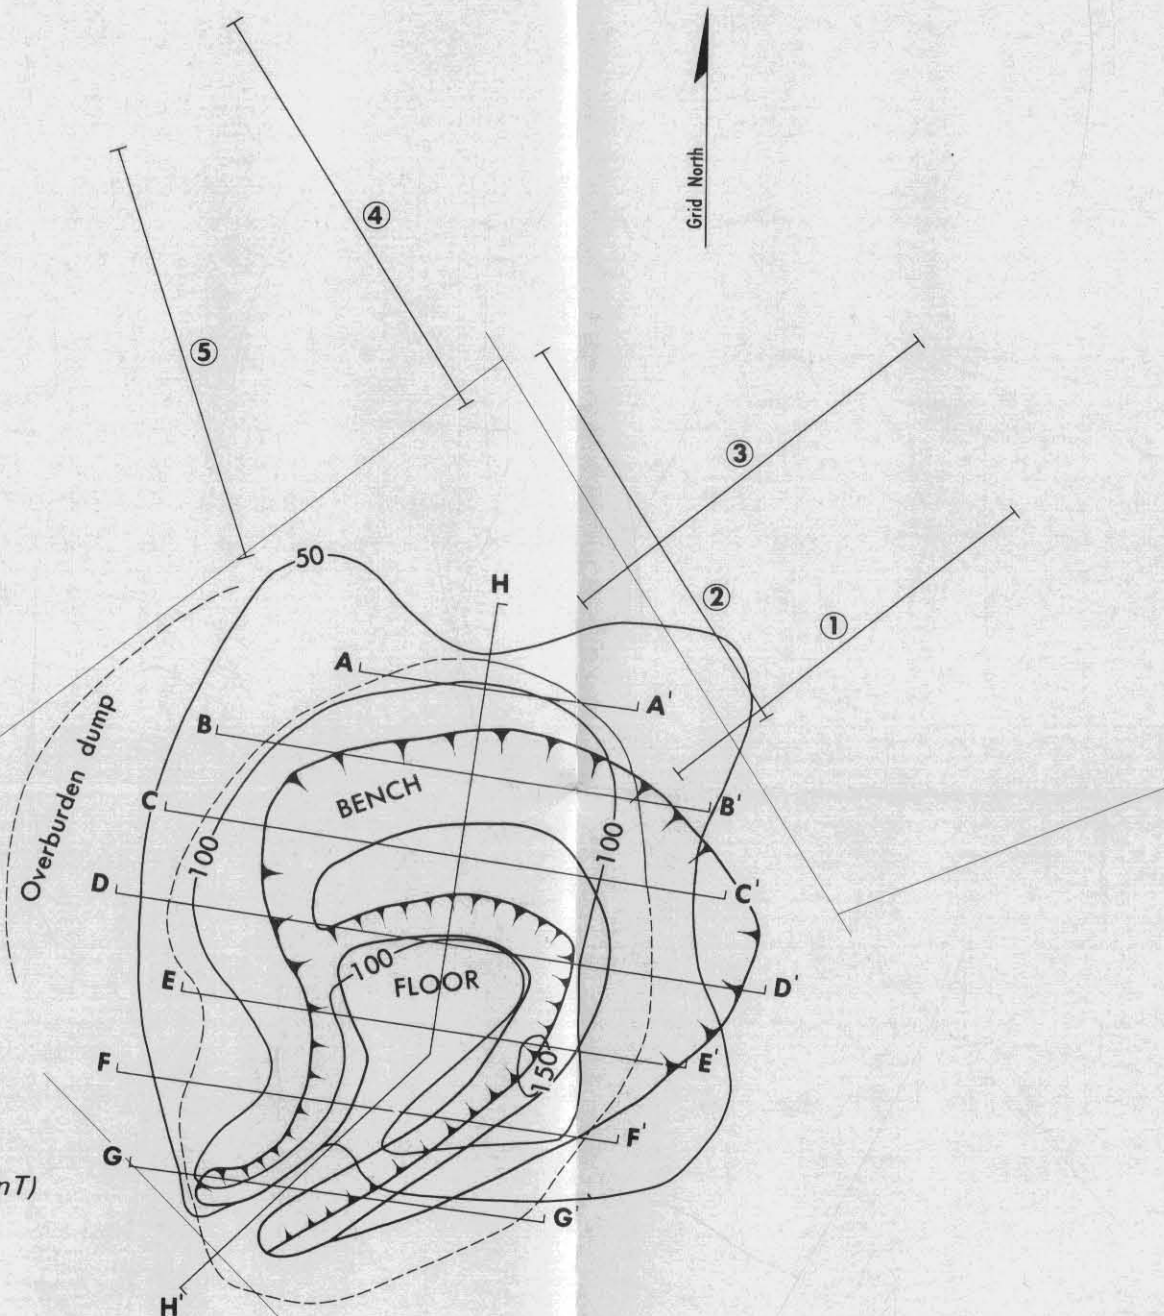 ④
Grid North
⑤
③
50
H
②
①
A
A'
B
Overburden dump
BENCH
C
B'
100
100
D
C'
100
FLOOR
E
D'
150
F
E'
F'
G
nT)
G'
H'